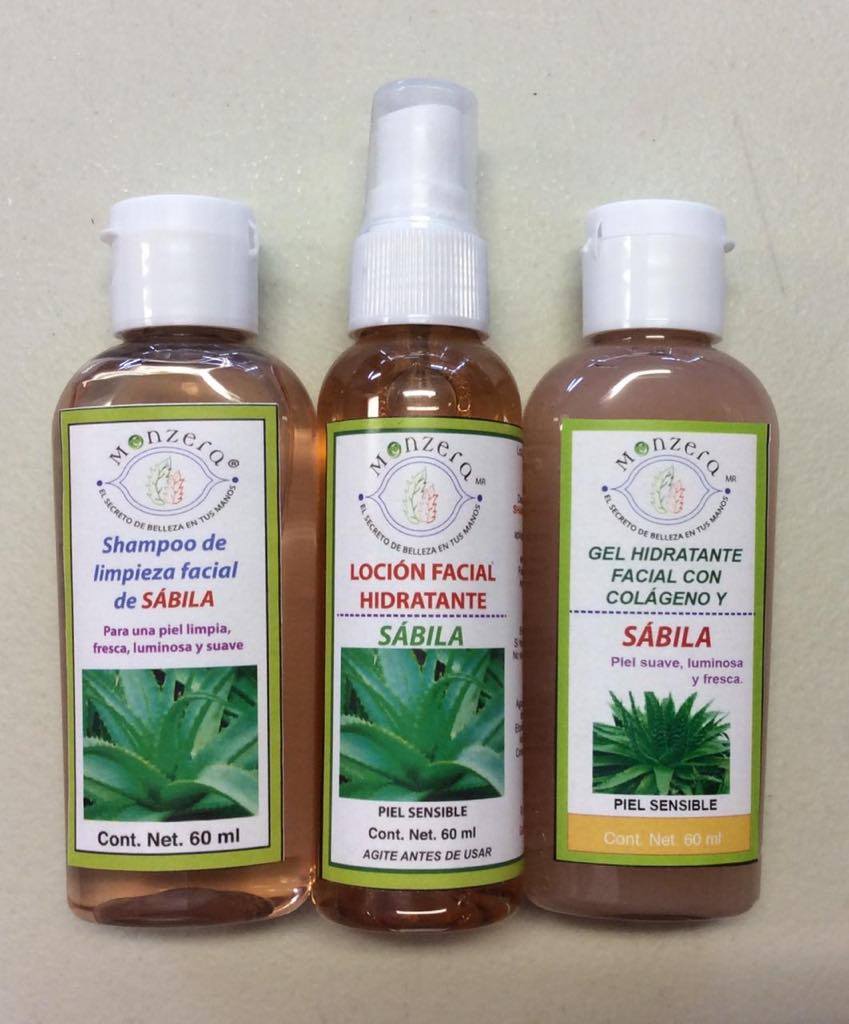 Monzera®
EL SECRETO DE BELLEZA EN TUS MANOS
Shampoo de
limpieza facial
de SÁBILA
Para una piel limpia,
fresca, luminosa y suave
Cont. Net. 60 ml
Monzera MR
EL SECRETO DE BELLEZA EN TUS MANOS
LOCIÓN FACIAL
HIDRATANTE
SÁBILA
PIEL SENSIBLE
Cont. Net. 60 ml
AGITE ANTES DE USAR
Monzera MR
EL SECRETO DE BELLEZA EN TUS MANOS
GEL HIDRATANTE
FACIAL CON
COLÁGENO Y
SÁBILA
Piel suave, luminosa
y fresca.
PIEL SENSIBLE
Cont. Net. 60 ml